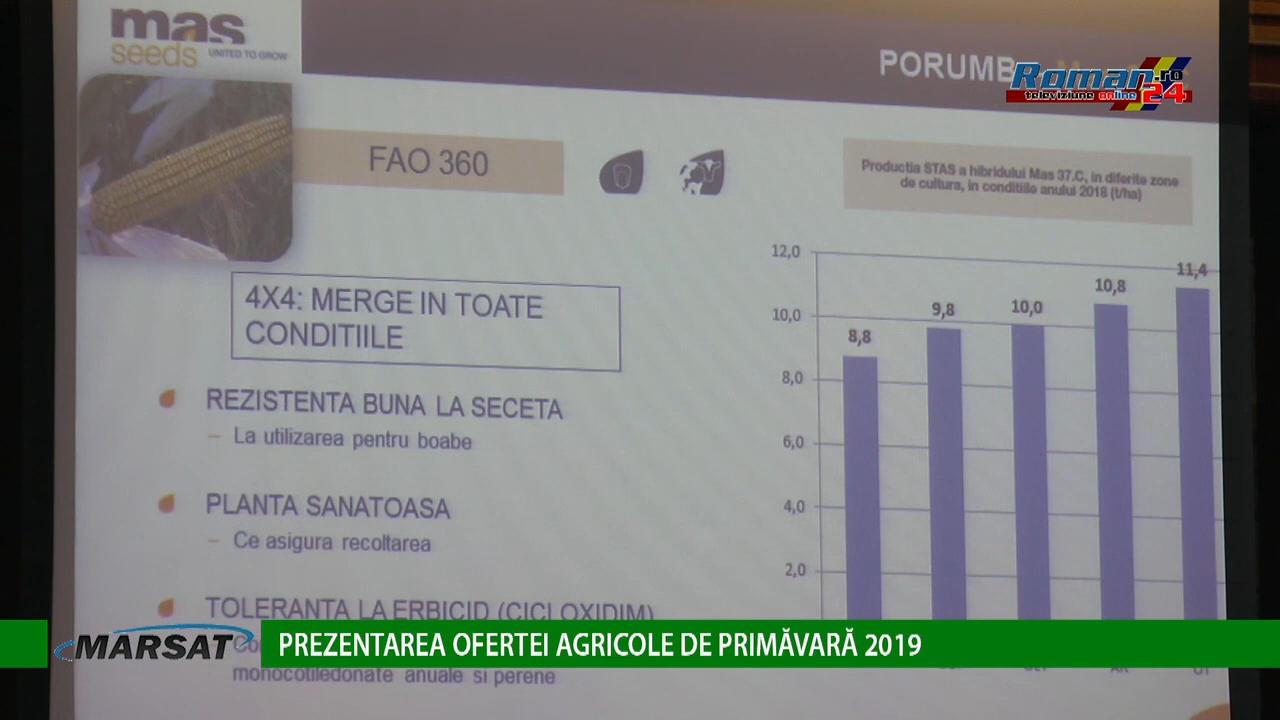 mas
seeds UNITED TO GROW
PORUMB
Roman.ro
televiziune online 24
FAO 360
Productia STAS a hibridului Mas 37.C, in diferite zone
de cultura, in conditiile anului 2018 (t/ha)
4X4: MERGE IN TOATE
CONDITIILE
REZISTENTA BUNA LA SECETA
– La utilizarea pentru boabe
PLANTA SANATOASA
– Ce asigura recoltarea
TOLERANTA LA ERBICID (CICLOXIDIM)
monocotiledonate anuale si perene
12,0
10,0
8,0
6,0
4,0
2,0
8,8
9,8
10,0
10,8
11,4
MARSAT
PREZENTAREA OFERTEI AGRICOLE DE PRIMĂVARĂ 2019